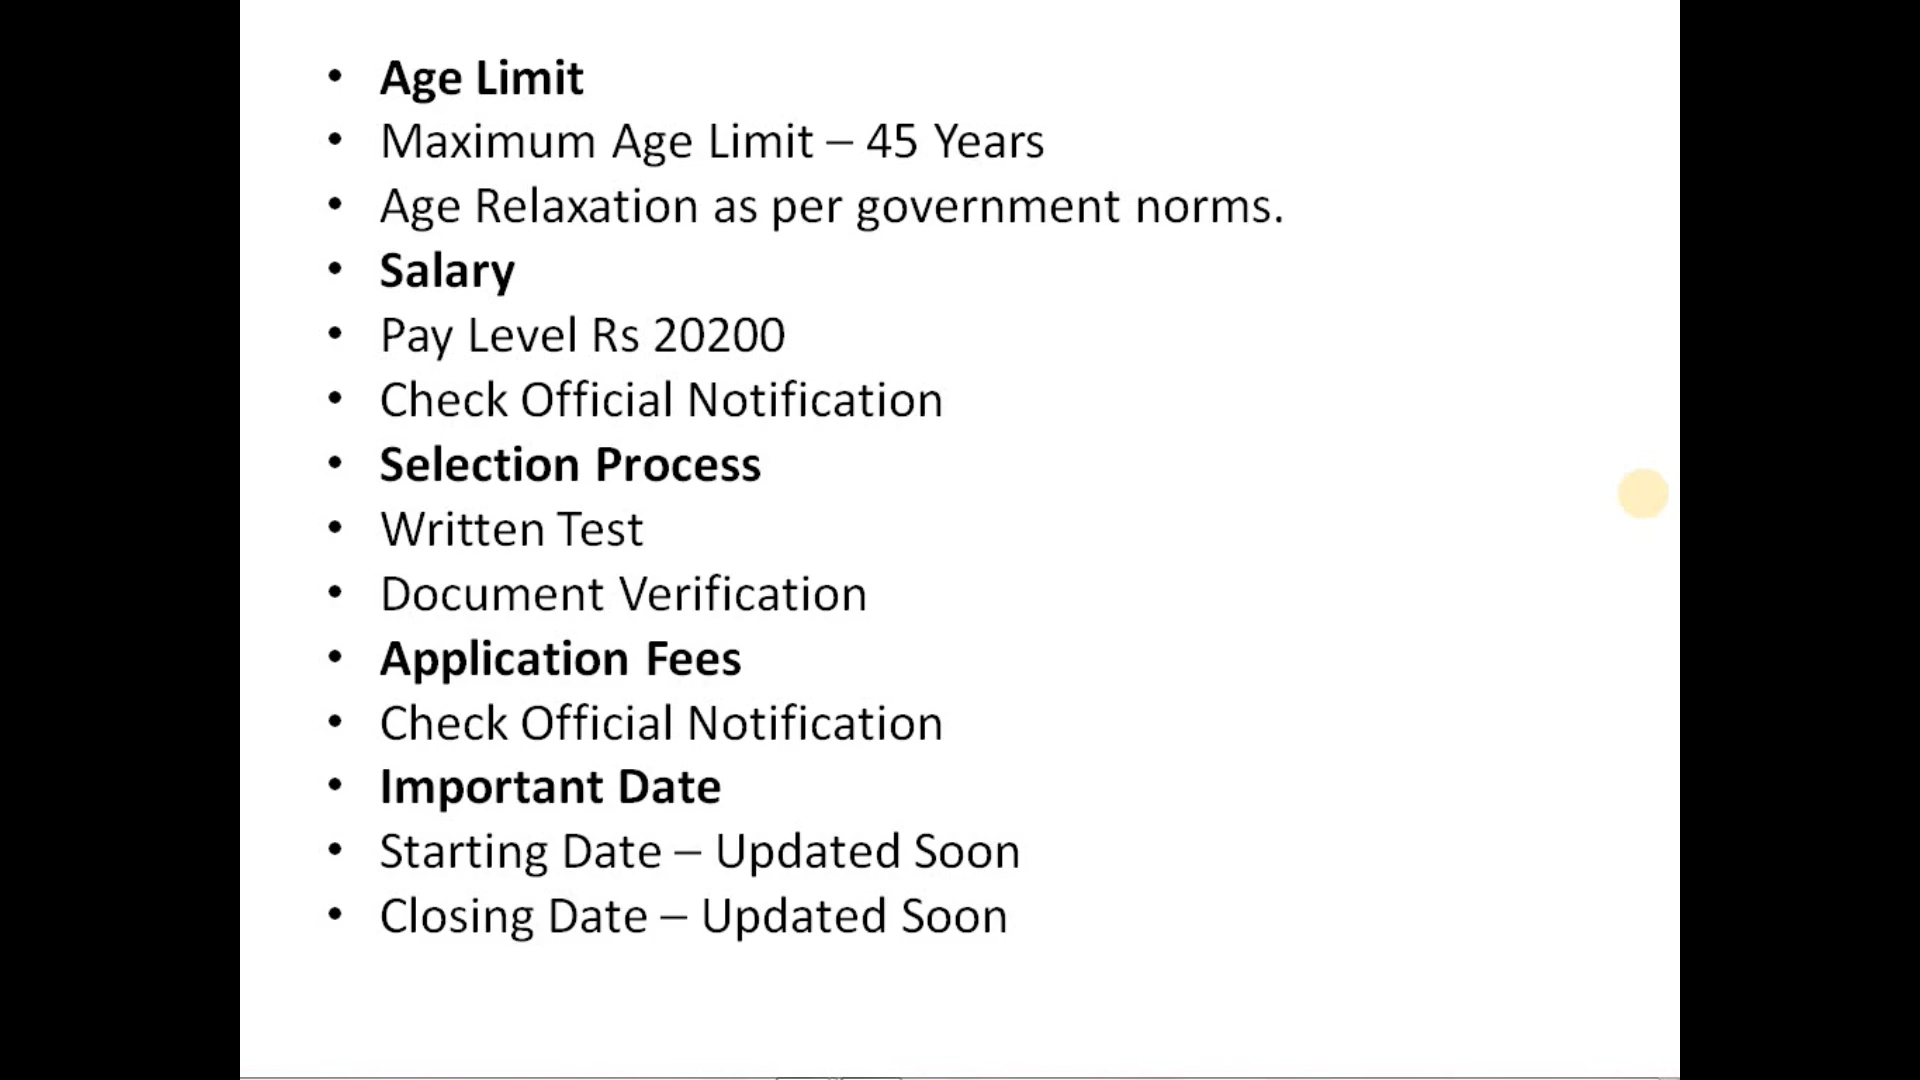 • Age Limit
• Maximum Age Limit – 45 Years
• Age Relaxation as per government norms.
• Salary
• Pay Level Rs 20200
• Check Official Notification
• Selection Process
• Written Test
• Document Verification
• Application Fees
• Check Official Notification
• Important Date
• Starting Date – Updated Soon
• Closing Date – Updated Soon